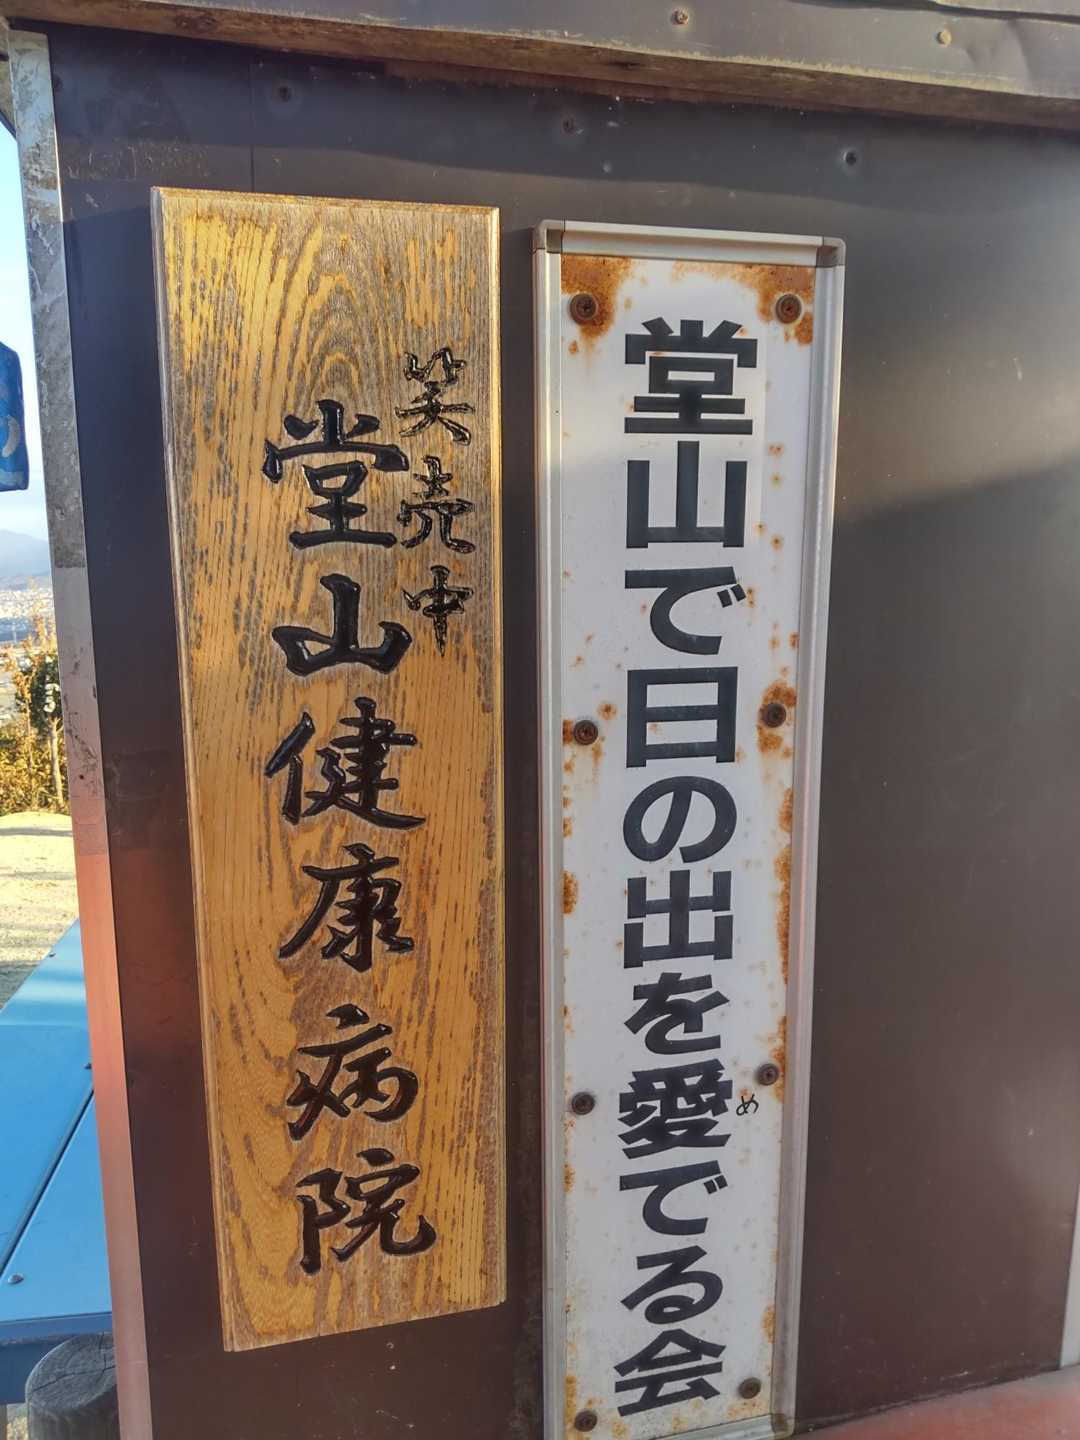 堂山で日の出を愛でる会
め
笑売中
堂山健康病院